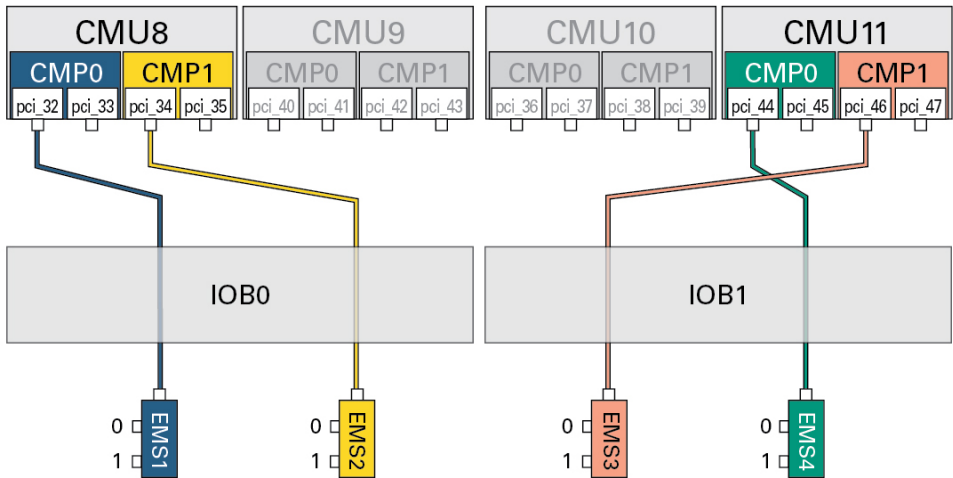 CMU8 CMU9 CMU10 CMU11
CMP0 CMP1 CMP0 CMP1 CMP0 CMP1 CMP0 CMP1
pci_32 pci_33 pci_34 pci_35 pci_40 pci_41 pci_42 pci_43 pci_36 pci_37 pci_38 pci_39 pci_44 pci_45 pci_46 pci_47
IOB0 IOB1
0 EMS1 0 EMS2 0 EMS3 0 EMS4
1 1 1 1